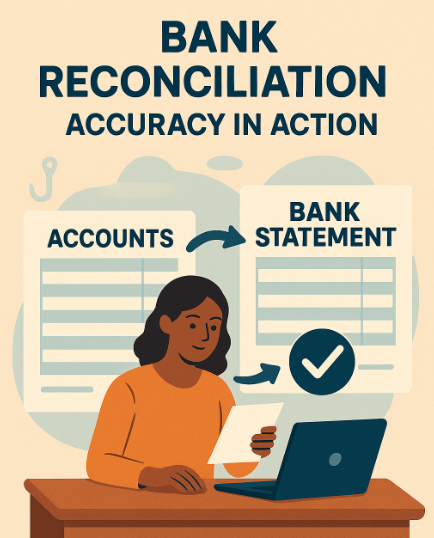 BANK
RECONCILIATION
ACCURACY IN ACTION
ACCOUNTS
BANK
STATEMENT